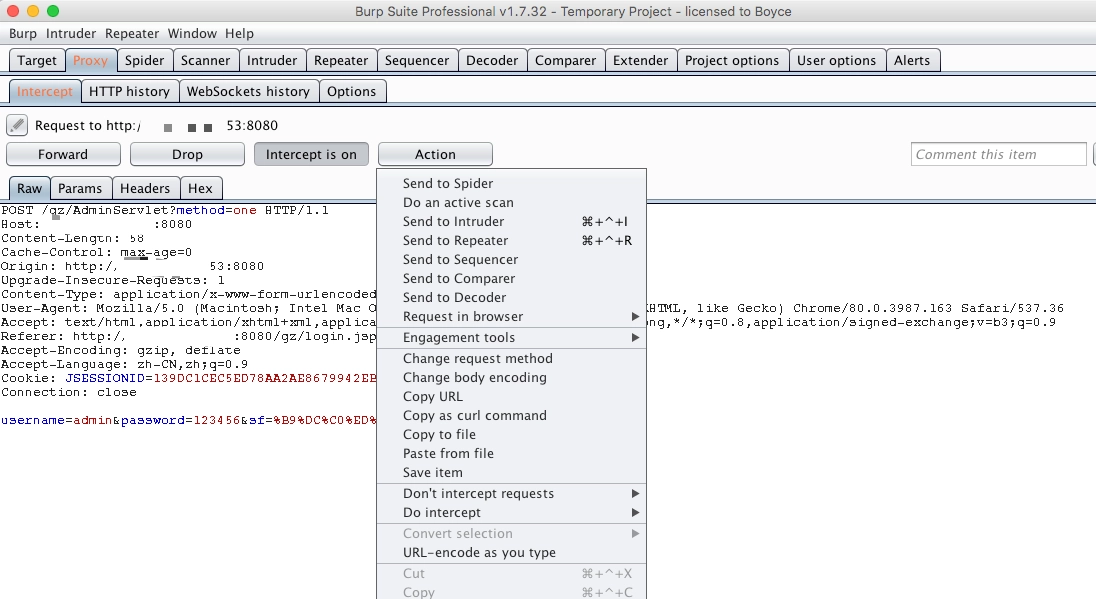 Burp Suite Professional v1.7.32 - Temporary Project - licensed to Boyce
Burp Intruder Repeater Window Help
Target Proxy Spider Scanner Intruder Repeater Sequencer Decoder Comparer Extender Project options User options Alerts
Intercept HTTP history WebSockets history Options
Request to http:/ 53:8080
Forward Drop Intercept is on Action Comment this item
Raw Params Headers Hex
POST /gz/AdminServlet?method=one HTTP/1.1
Host: :8080
Content-Length: 58
Cache-Control: max-age=0
Origin: http:/. 53:8080
Upgrade-Insecure-Requests: 1
Content-Type: application/x-www-form-urlencoded
User-Agent: Mozilla/5.0 (Macintosh; Intel Mac O HTML, like Gecko) Chrome/80.0.3987.163 Safari/537.36
Accept: text/html,application/xhtml+xml,applica ng,*/*;q=0.8,application/signed-exchange;v=b3;q=0.9
Referer: http:/. :8080/gz/login.jsp
Accept-Encoding: gzip, deflate
Accept-Language: zh-CN,zh;q=0.9
Cookie: JSESSIONID=139DC1CEC5ED78AA2AE8679942EB
Connection: close
username=admin&password=123456&sf=%B9%DC%C0%ED%
Send to Spider
Do an active scan
Send to Intruder ⌘+^+I
Send to Repeater ⌘+^+R
Send to Sequencer
Send to Comparer
Send to Decoder
Request in browser
Engagement tools
Change request method
Change body encoding
Copy URL
Copy as curl command
Copy to file
Paste from file
Save item
Don't intercept requests
Do intercept
Convert selection
URL-encode as you type
Cut ⌘+^+X
Copy ⌘+^+C